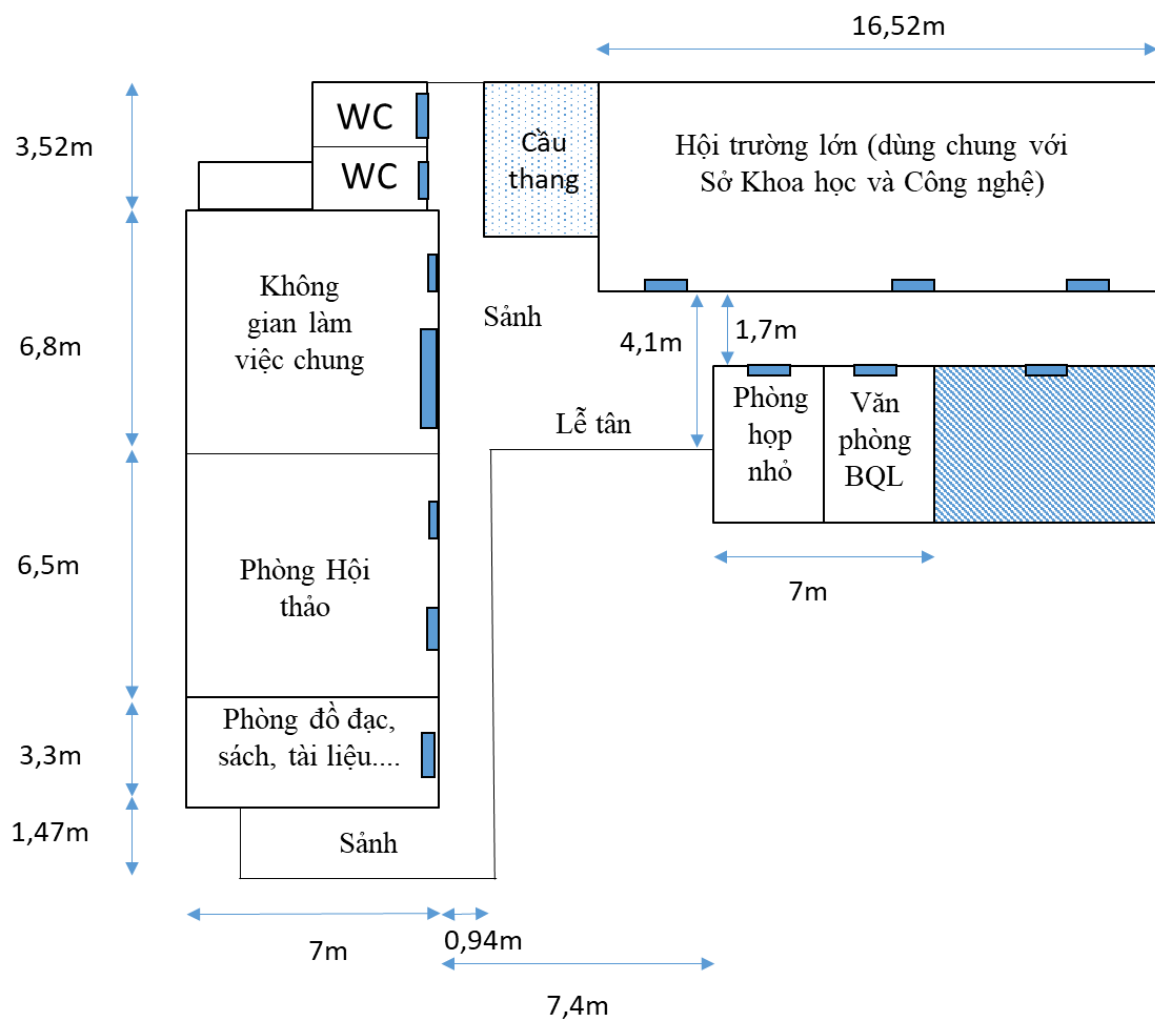 16,52m
WC
3,52m
Cầu
thang
Hội trường lớn (dùng chung với
Sở Khoa học và Công nghệ)
WC
Không
gian làm
việc chung
6,8m
Sảnh
4,1m
1,7m
Lễ tân
Phòng
họp
nhỏ
Văn
phòng
BQL
6,5m
Phòng Hội
thảo
7m
Phòng đồ đạc,
sách, tài liệu....
3,3m
1,47m
Sảnh
7m
0,94m
7,4m